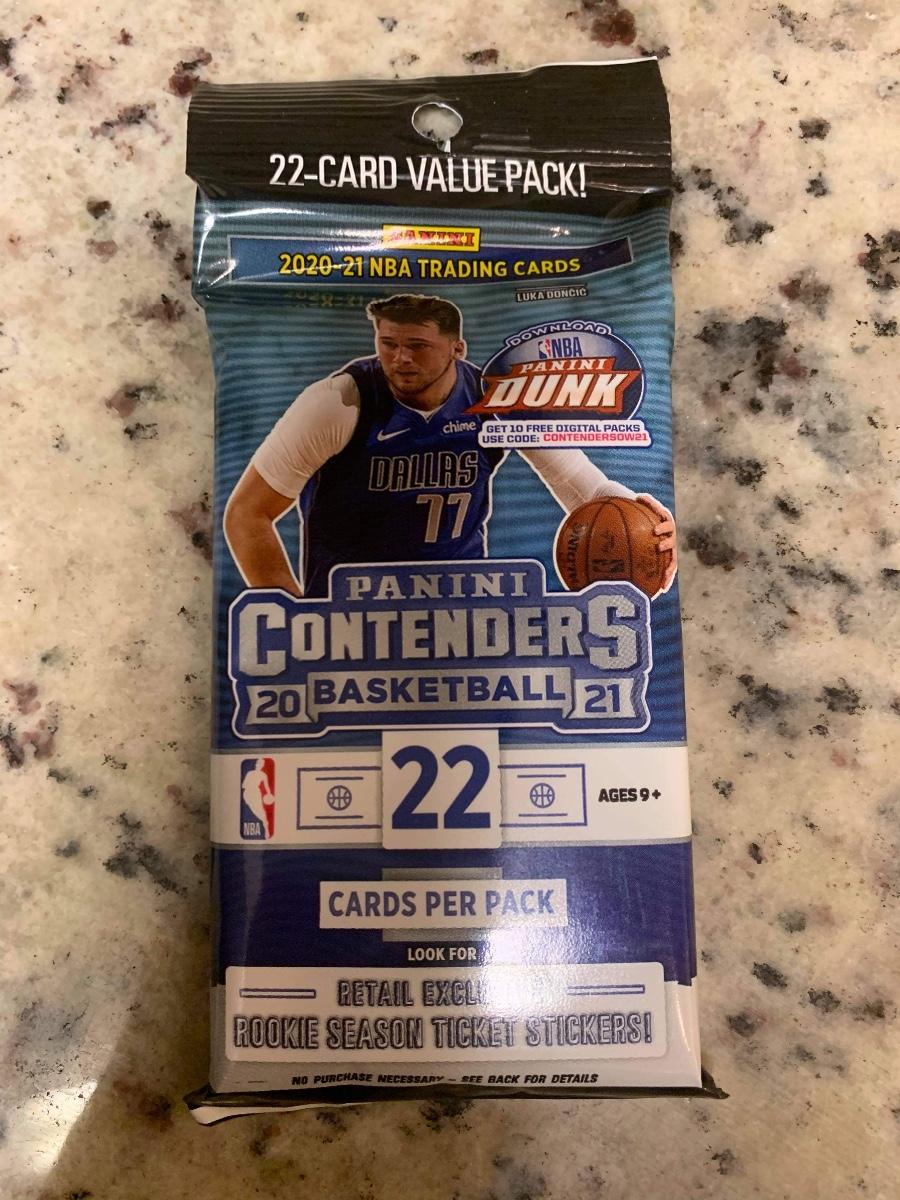 22-CARD VALUE PACK!
PANINI
2020-21 NBA TRADING CARDS
LUKA DONČIĆ
DOWNLOAD
NBA
PANINI
DUNK
GET 10 FREE DIGITAL PACKS
USE CODE: CONTENDERSOW21
chime
DALLAS
77
PANINI
CONTENDERS
20 BASKETBALL 21
NBA
22
AGES 9+
CARDS PER PACK
LOOK FOR
RETAIL
ROOKIE SEASON TICKET STICKERS!
NO PURCHASE NECESSARY – SEE BACK FOR DETAILS